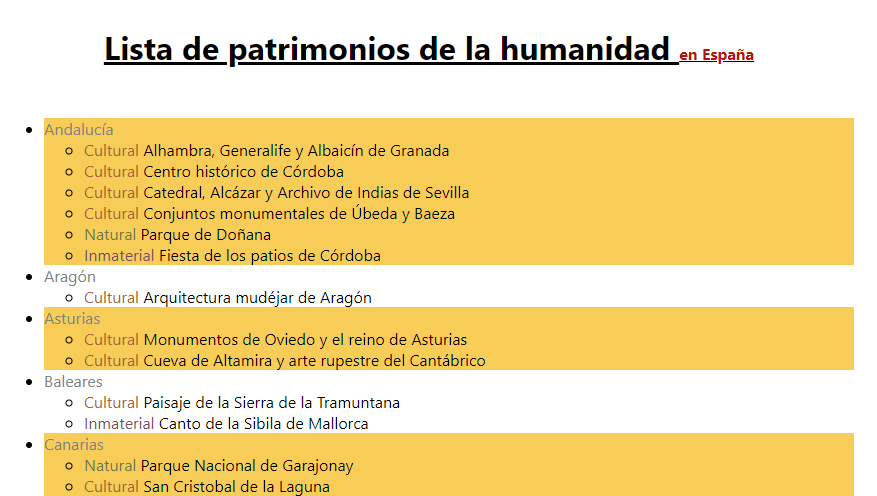 Lista de patrimonios de la humanidad en España
Andalucía
Cultural Alhambra, Generalife y Albaicín de Granada
Cultural Centro histórico de Córdoba
Cultural Catedral, Alcázar y Archivo de Indias de Sevilla
Cultural Conjuntos monumentales de Úbeda y Baeza
Natural Parque de Doñana
Inmaterial Fiesta de los patios de Córdoba
Aragón
Cultural Arquitectura mudéjar de Aragón
Asturias
Cultural Monumentos de Oviedo y el reino de Asturias
Cultural Cueva de Altamira y arte rupestre del Cantábrico
Baleares
Cultural Paisaje de la Sierra de la Tramuntana
Inmaterial Canto de la Sibila de Mallorca
Canarias
Natural Parque Nacional de Garajonay
Cultural San Cristobal de la Laguna